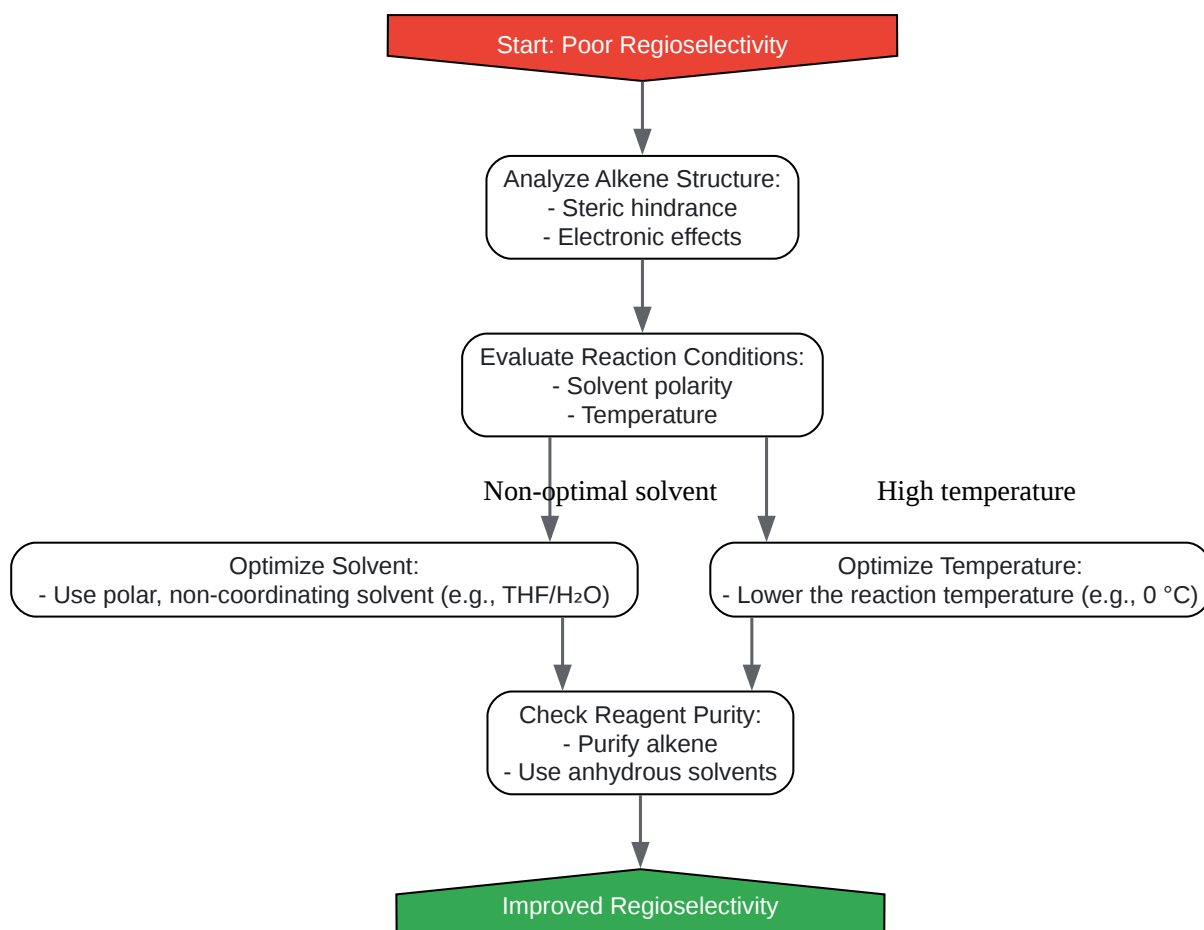 Start: Poor Regioselectivity
Analyze Alkene Structure:
- Steric hindrance
- Electronic effects
Evaluate Reaction Conditions:
- Solvent polarity
- Temperature
Non-optimal solvent
High temperature
Optimize Solvent:
- Use polar, non-coordinating solvent (e.g., THF/H₂O)
Optimize Temperature:
- Lower the reaction temperature (e.g., 0 °C)
Check Reagent Purity:
- Purify alkene
- Use anhydrous solvents
Improved Regioselectivity